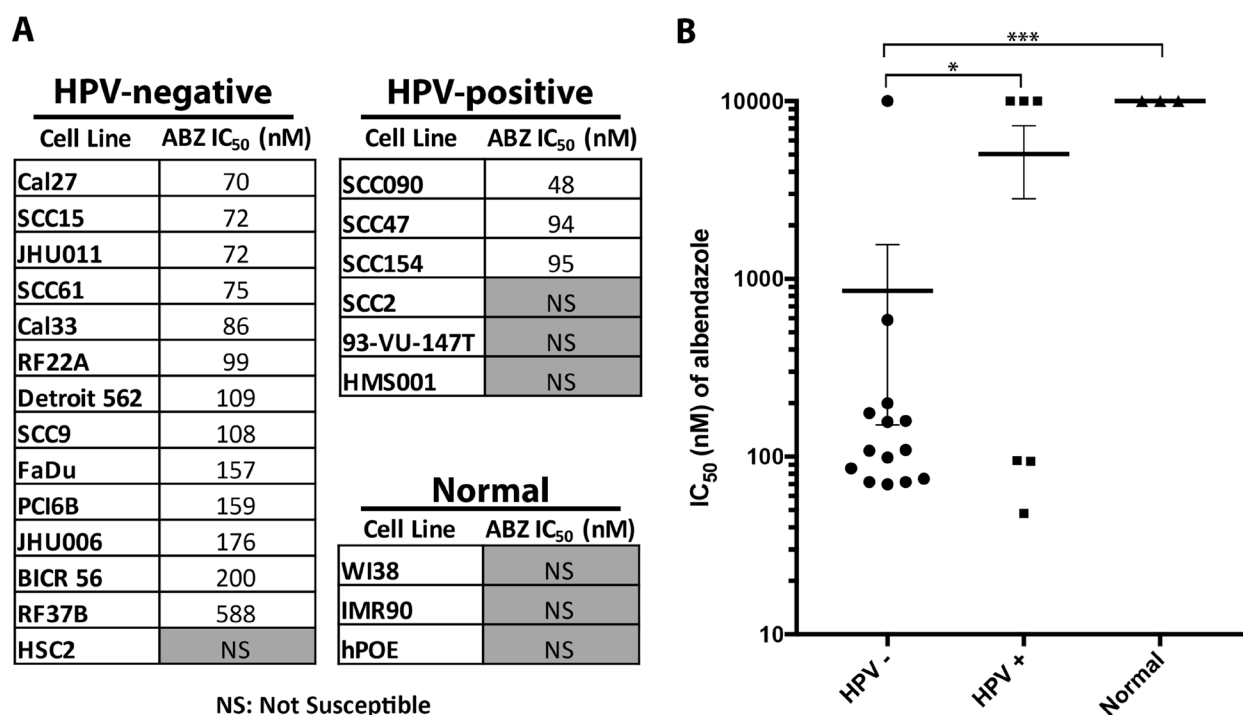 A
HPV-negative
Cell Line ABZ IC50 (nM)
Cal27 70
SCC15 72
JHU011 72
SCC61 75
Cal33 86
RF22A 99
Detroit 562 109
SCC9 108
FaDu 157
PCI6B 159
JHU006 176
BICR 56 200
RF37B 588
HSC2 NS
HPV-positive
Cell Line ABZ IC50 (nM)
SCC090 48
SCC47 94
SCC154 95
SCC2 NS
93-VU-147T NS
HMS001 NS
Normal
Cell Line ABZ IC50 (nM)
WI38 NS
IMR90 NS
hPOE NS
NS: Not Susceptible
B
***
*
IC50 (nM) of albendazole
10000
1000
100
10
HPV -
HPV +
Normal